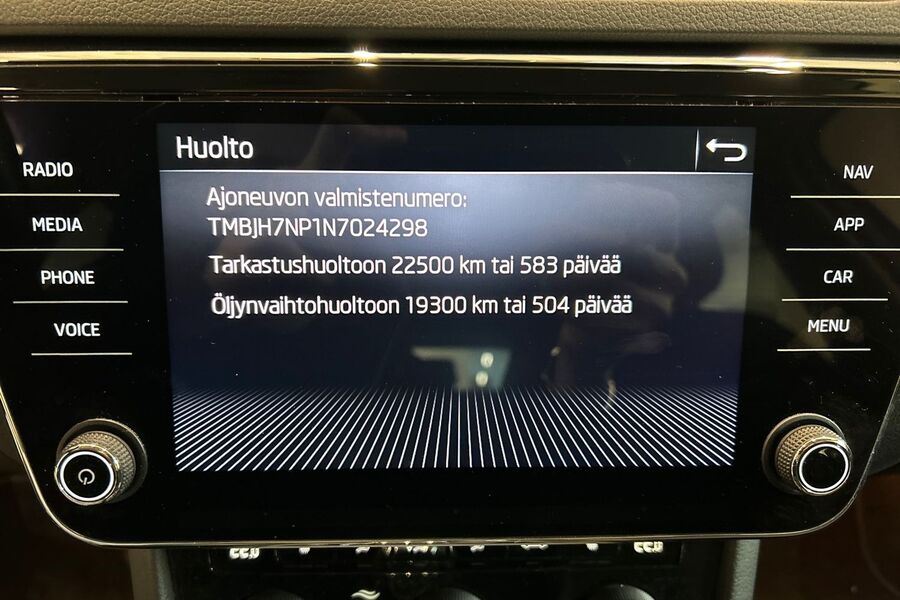 Huolto
RADIO
MEDIA
PHONE
VOICE
Ajoneuvon valmistenumero:
TMBJH7NP1N7024298
Tarkastushuoltoon 22500 km tai 583 päivää
Öljynvaihtohuoltoon 19300 km tai 504 päivää
NAV
APP
CAR
MENU